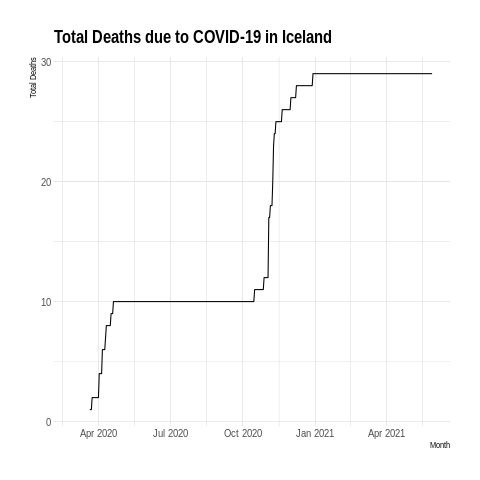 Total Deaths due to COVID-19 in Iceland
Total Deaths
30
20
10
0
Apr 2020 Jul 2020 Oct 2020 Jan 2021 Apr 2021
Month